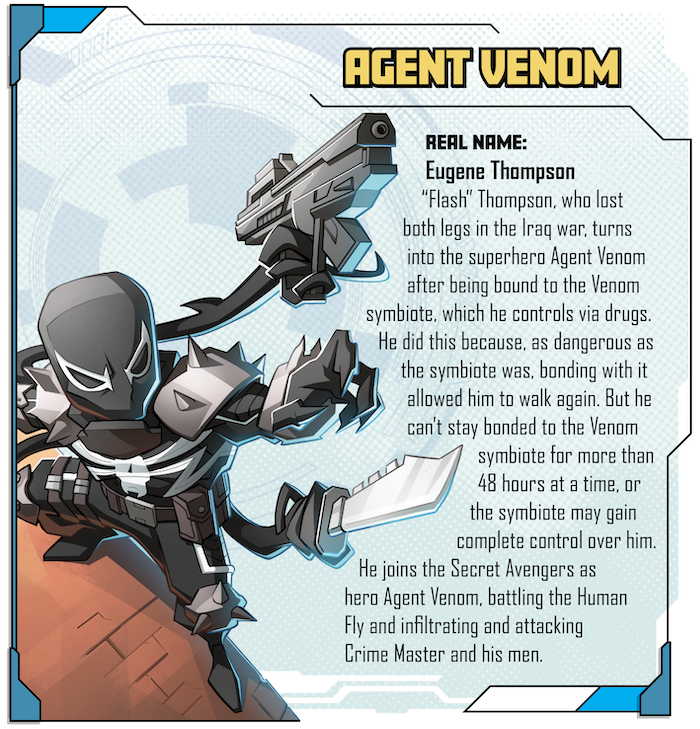 AGENT VENOM
REAL NAME:
Eugene Thompson
“Flash” Thompson, who lost
both legs in the Iraq war, turns
into the superhero Agent Venom
after being bound to the Venom
symbiote, which he controls via drugs.
He did this because, as dangerous as
the symbiote was, bonding with it
allowed him to walk again. But he
can't stay bonded to the Venom
symbiote for more than
48 hours at a time, or
the symbiote may gain
complete control over him.
He joins the Secret Avengers as
hero Agent Venom, battling the Human
Fly and infiltrating and attacking
Crime Master and his men.